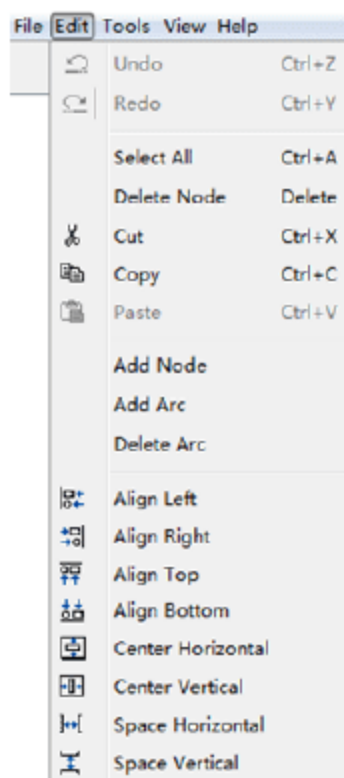 File Edit Tools View Help
Undo Ctrl+Z
Redo Ctrl+Y
Select All Ctrl+A
Delete Node Delete
Cut Ctrl+X
Copy Ctrl+C
Paste Ctrl+V
Add Node
Add Arc
Delete Arc
Align Left
Align Right
Align Top
Align Bottom
Center Horizontal
Center Vertical
Space Horizontal
Space Vertical